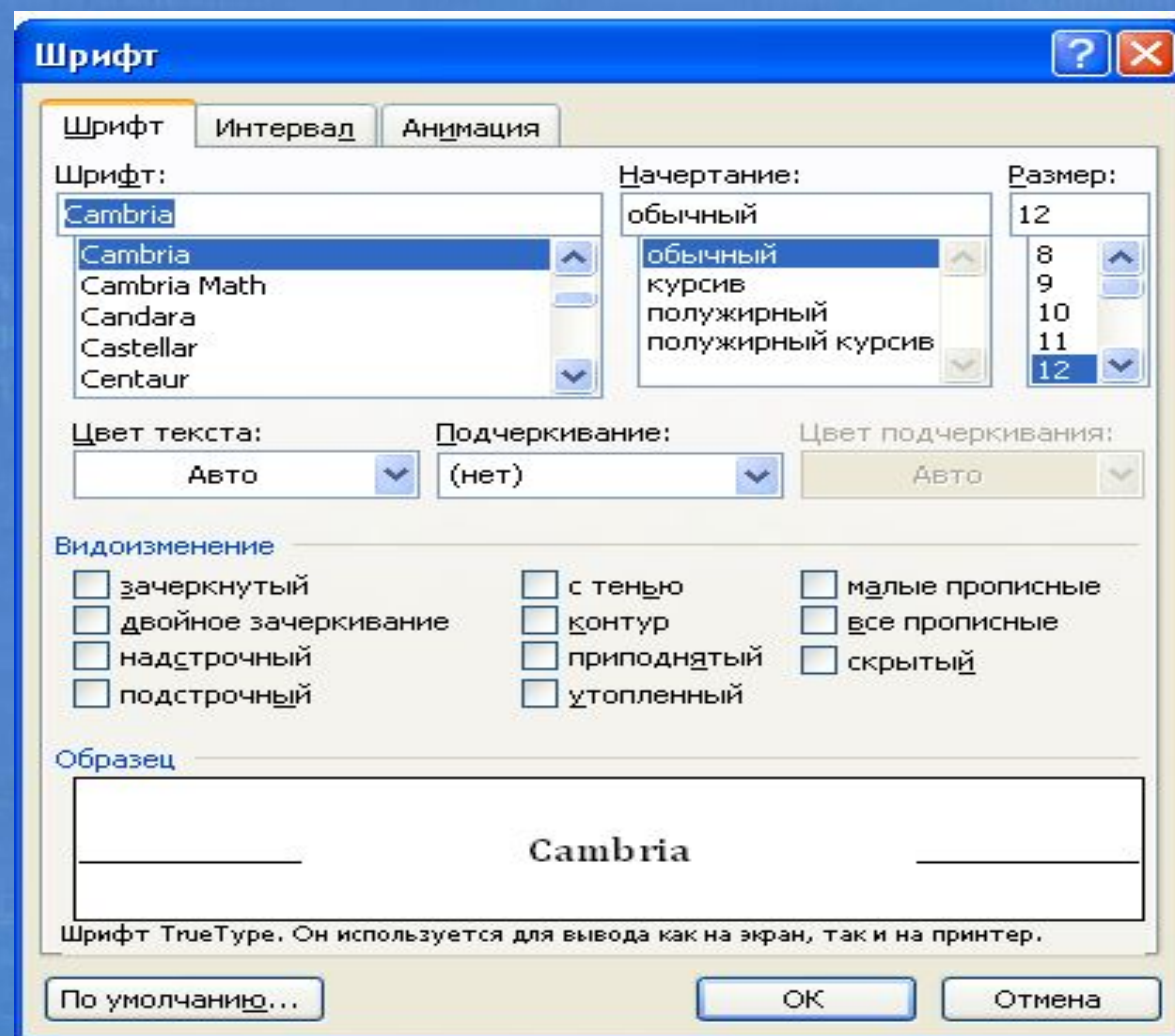 Шрифт
Шрифт Интервал Анимация
Шрифт: Начертание: Размер:
Cambria обычный 12
Cambria обычный 8
Cambria Math курсив 9
Candara полужирный 10
Castellar полужирный курсив 11
Centaur 12
Цвет текста: Подчеркивание: Цвет подчеркивания:
Авто (нет) Авто
Видоизменение
зачеркнутый с тенью малые прописные
двойное зачеркивание контур все прописные
надстрочный приподнятый скрытый
подстрочный утопленный
Образец
Cambria
Шрифт TrueType. Он используется для вывода как на экран, так и на принтер.
По умолчанию... ОК Отмена